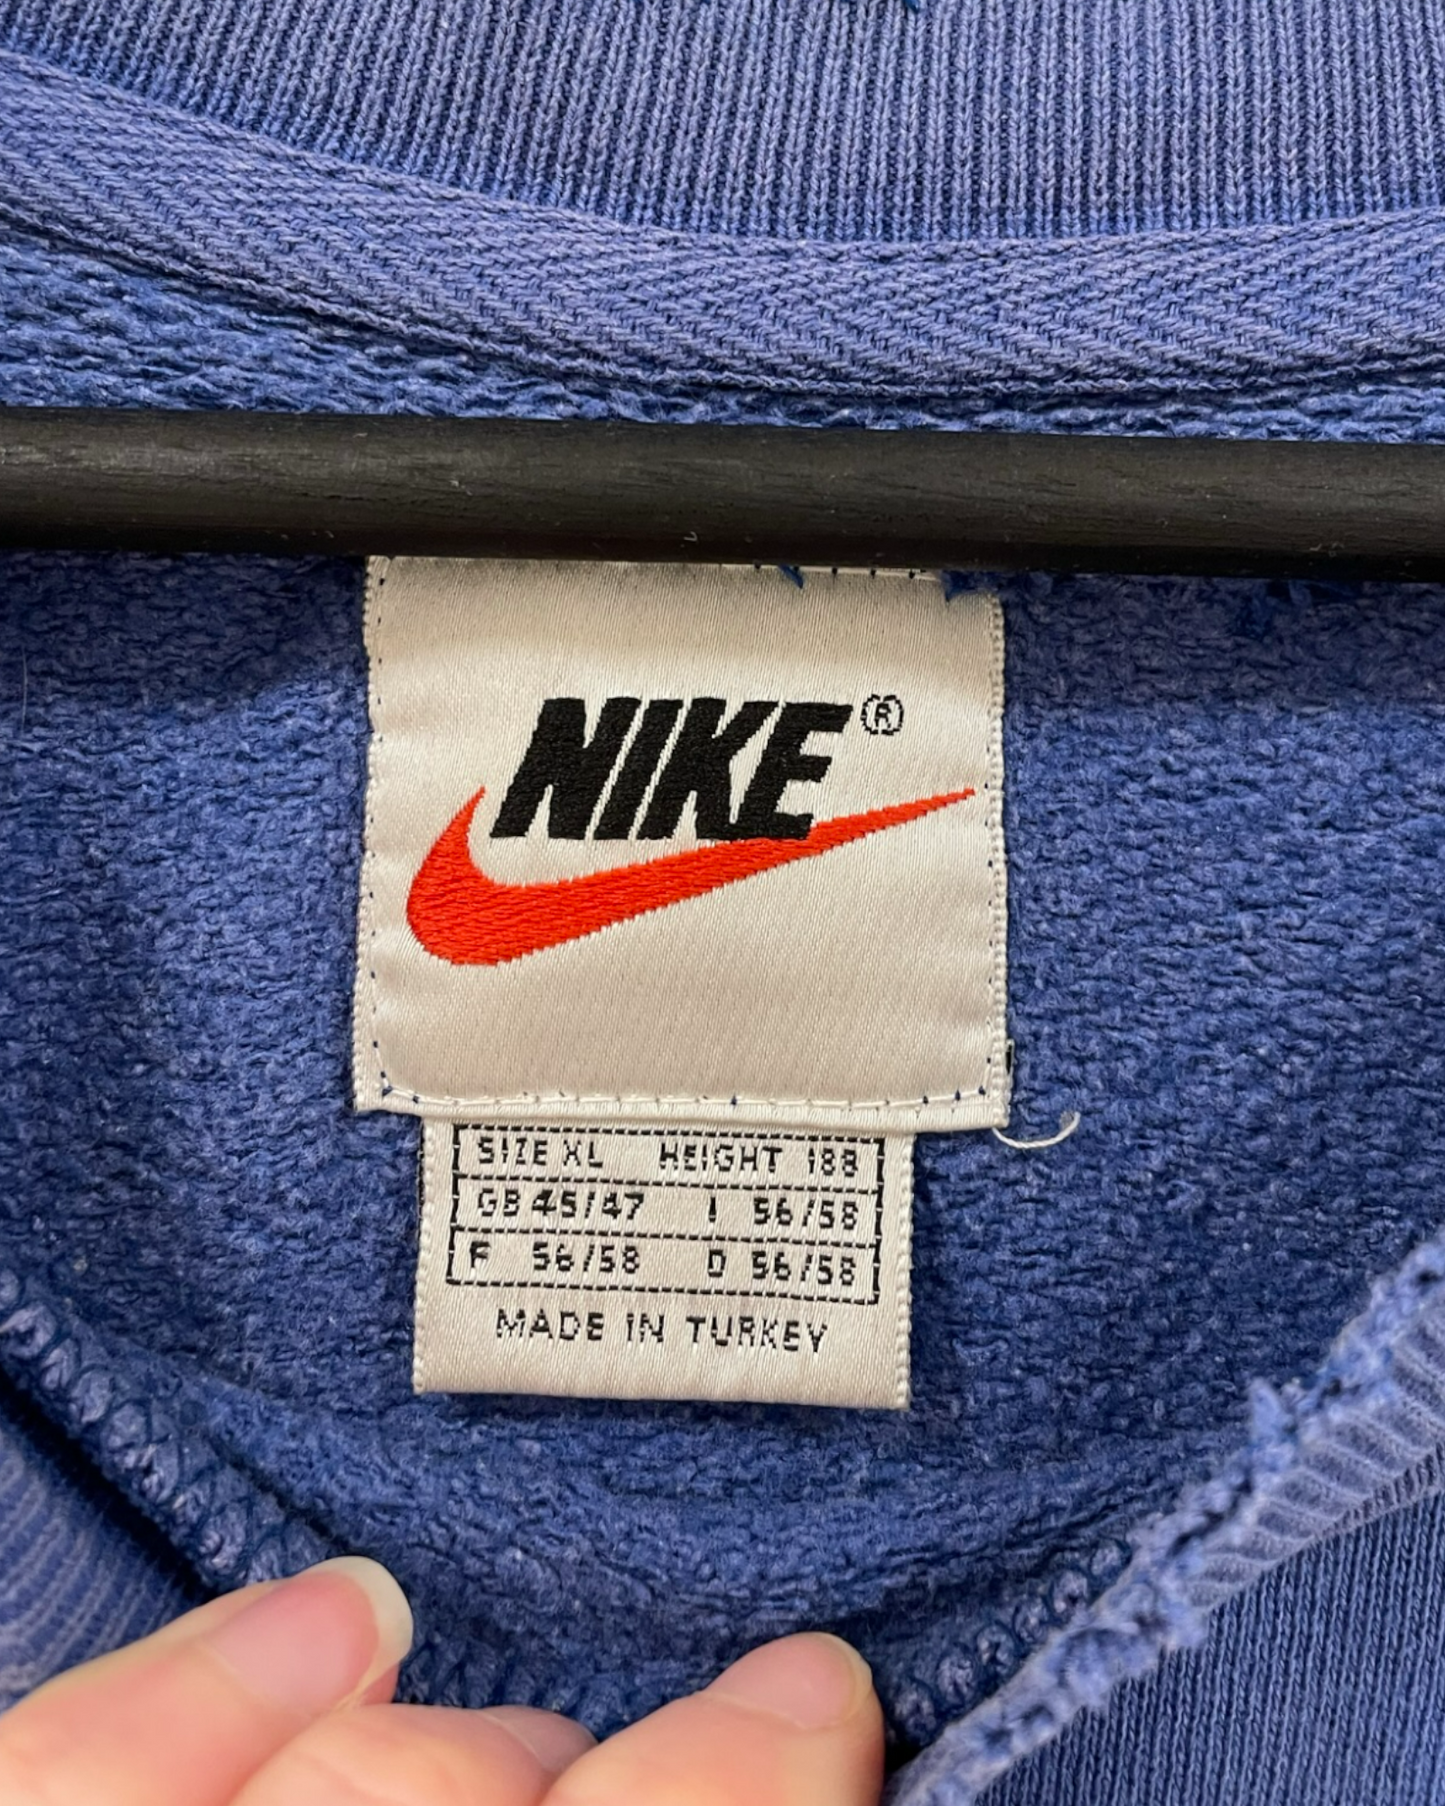 NIKE®
SIZE XL HEIGHT 188
GB 45/47 I 56/58
F 56/58 D 56/58
MADE IN TURKEY